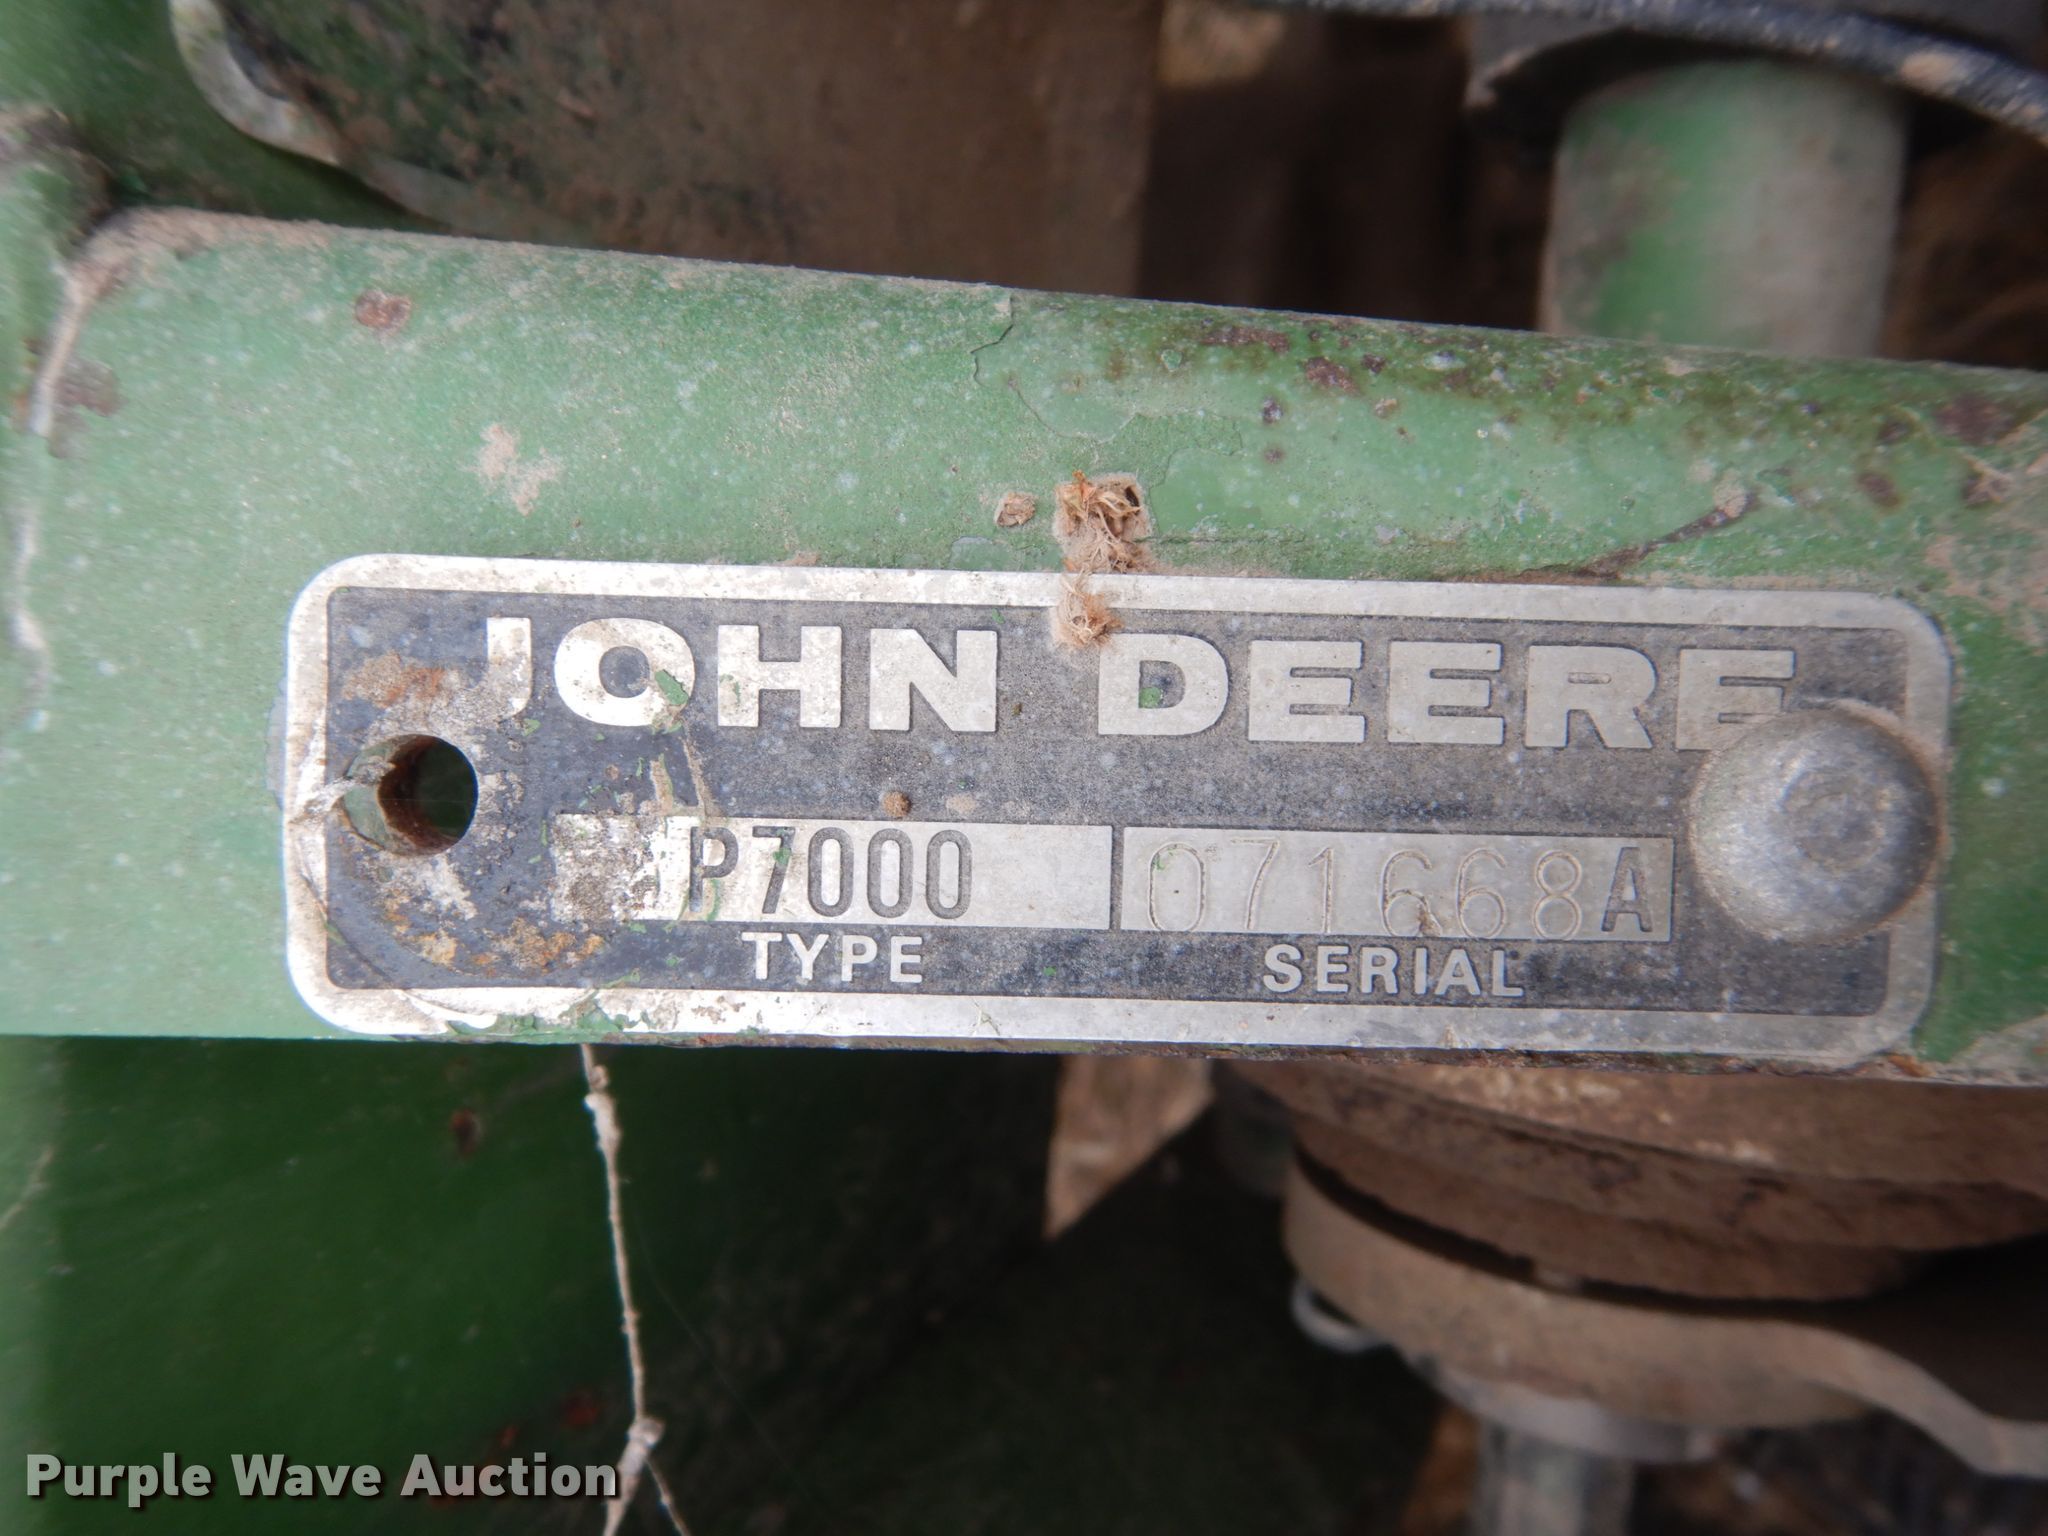 JOHN DEERE
P7000 071668A
TYPE SERIAL
Purple Wave Auction